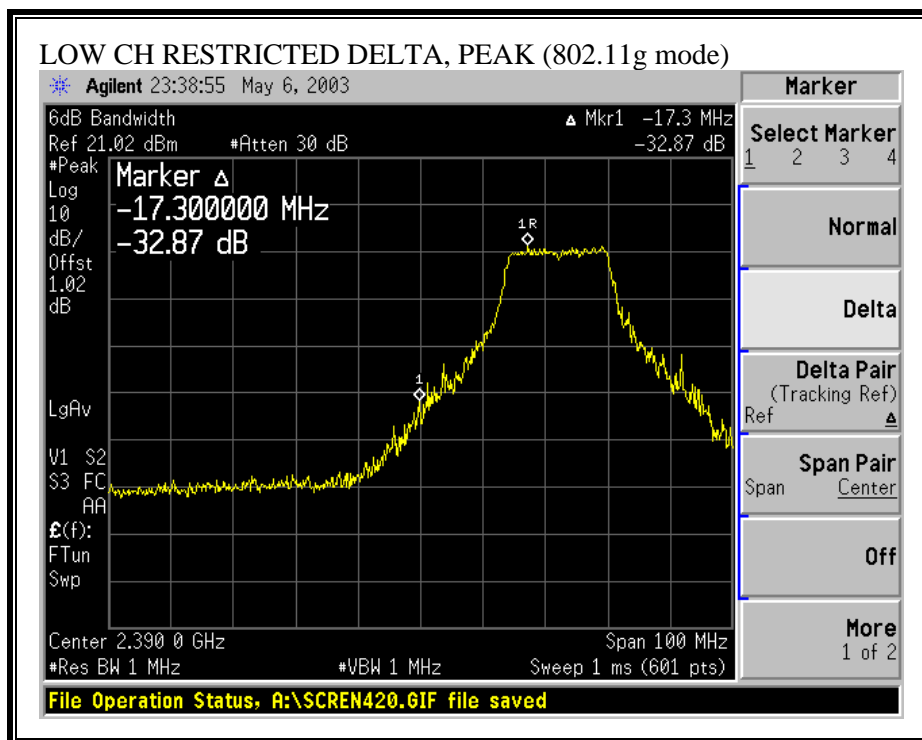 LOW CH RESTRICTED DELTA, PEAK (802.11g mode)
Agilent 23:38:55 May 6, 2003
Marker
6dB Bandwidth
Δ Mkr1 -17.3 MHz
Ref 21.02 dBm #Atten 30 dB -32.87 dB
#Peak
Log
10
dB/
Offst
1.02
dB
Marker Δ
-17.300000 MHz
-32.87 dB
1R
1
LgAv
V1 S2
S3 FC
AA
£(f):
FTun
Swp
Center 2.390 0 GHz Span 100 MHz
#Res BW 1 MHz #VBW 1 MHz Sweep 1 ms (601 pts)
File Operation Status, A:\SCREN420.GIF file saved
Select Marker
1 2 3 4
Normal
Delta
Delta Pair
(Tracking Ref)
Ref Δ
Span Pair
Span Center
Off
More
1 of 2